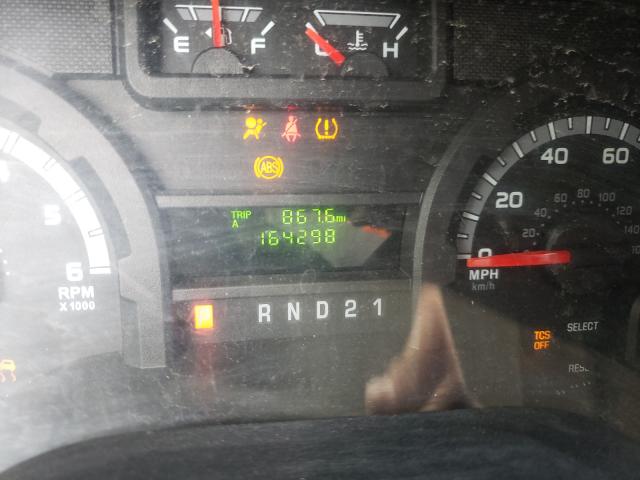 E F
C H
ABS
40 60
60 80 100
5
20
40 120
TRIP A 867.6 mi
164298
20 140
6
0
RPM
X1000
MPH
km/h
P R N D 2 1
TCS OFF
SELECT